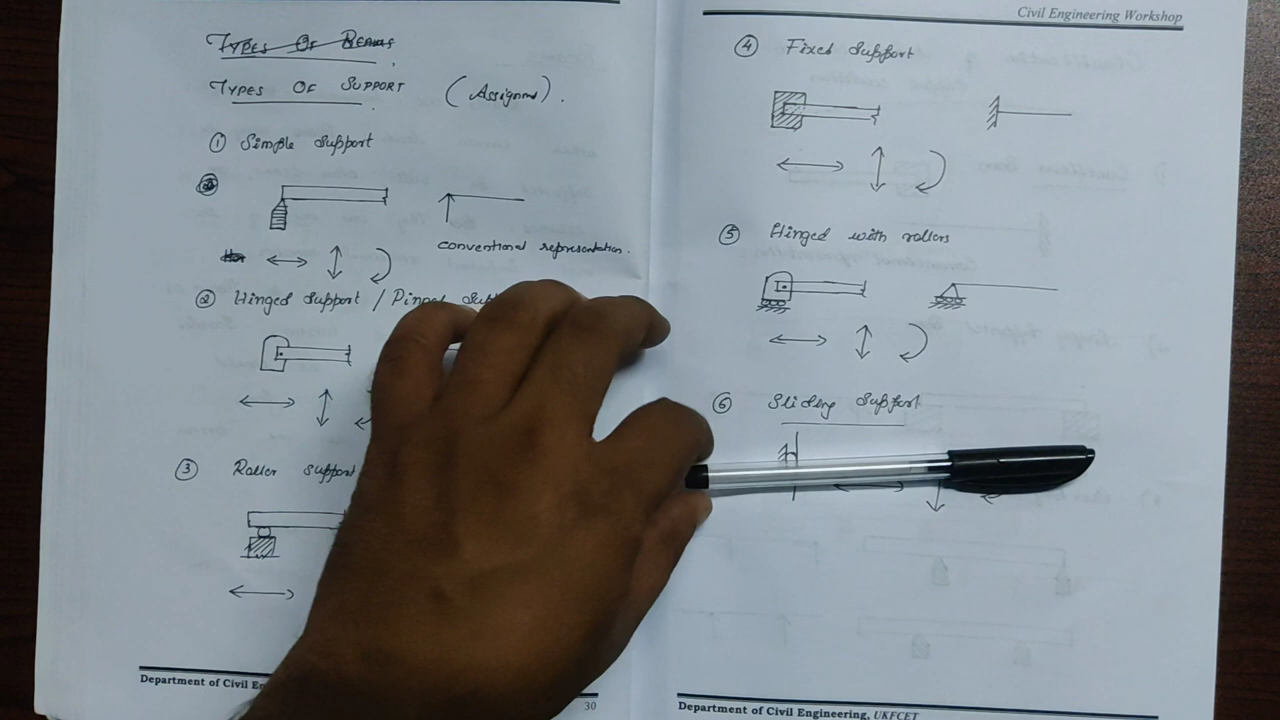 TYPES OF BEAMS.
TYPES OF SUPPORT (Assignment).
① Simple Support
conventional representation.
② Hinged Support /
③ Roller support
Department of Civil
30
Civil Engineering Workshop
④ Fixed Support
⑤ Hinged with rollers
⑥ Sliding Support
Department of Civil Engineering, UKFCET